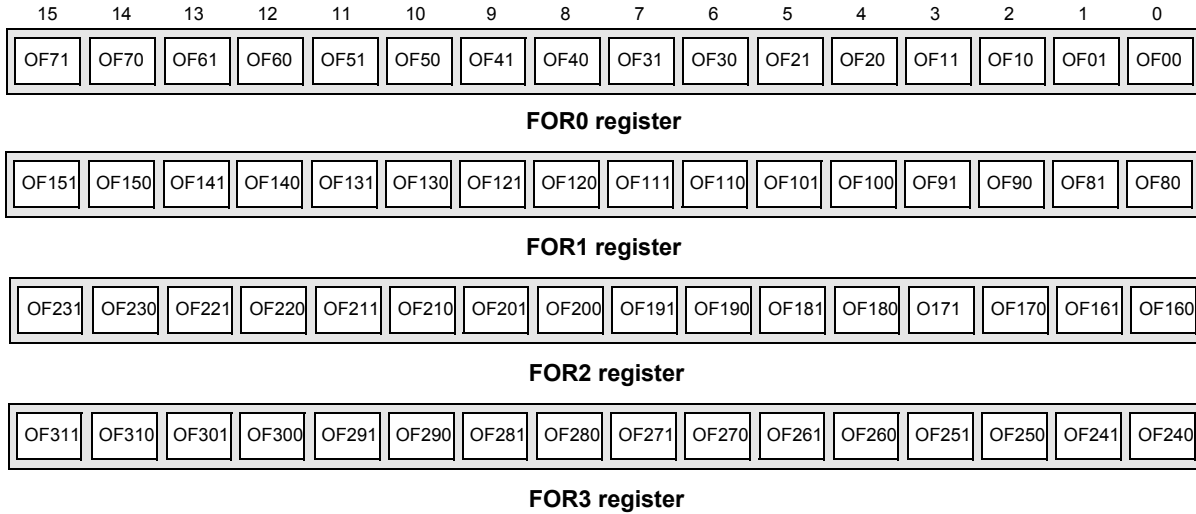 15 14 13 12 11 10 9 8 7 6 5 4 3 2 1 0
OF71 OF70 OF61 OF60 OF51 OF50 OF41 OF40 OF31 OF30 OF21 OF20 OF11 OF10 OF01 OF00
FOR0 register
OF151 OF150 OF141 OF140 OF131 OF130 OF121 OF120 OF111 OF110 OF101 OF100 OF91 OF90 OF81 OF80
FOR1 register
OF231 OF230 OF221 OF220 OF211 OF210 OF201 OF200 OF191 OF190 OF181 OF180 O171 OF170 OF161 OF160
FOR2 register
OF311 OF310 OF301 OF300 OF291 OF290 OF281 OF280 OF271 OF270 OF261 OF260 OF251 OF250 OF241 OF240
FOR3 register